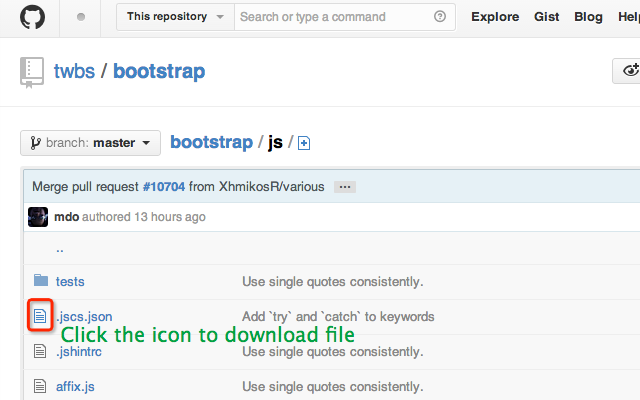 This repository Search or type a command Explore Gist Blog Help
twbs / bootstrap
branch: master bootstrap / js /
Merge pull request #10704 from XhmikosR/various ...
mdo authored 13 hours ago
..
tests Use single quotes consistently.
.jscs.json Add `try` and `catch` to keywords
Click the icon to download file
.jshintrc Use single quotes consistently.
affix.js Use single quotes consistently.